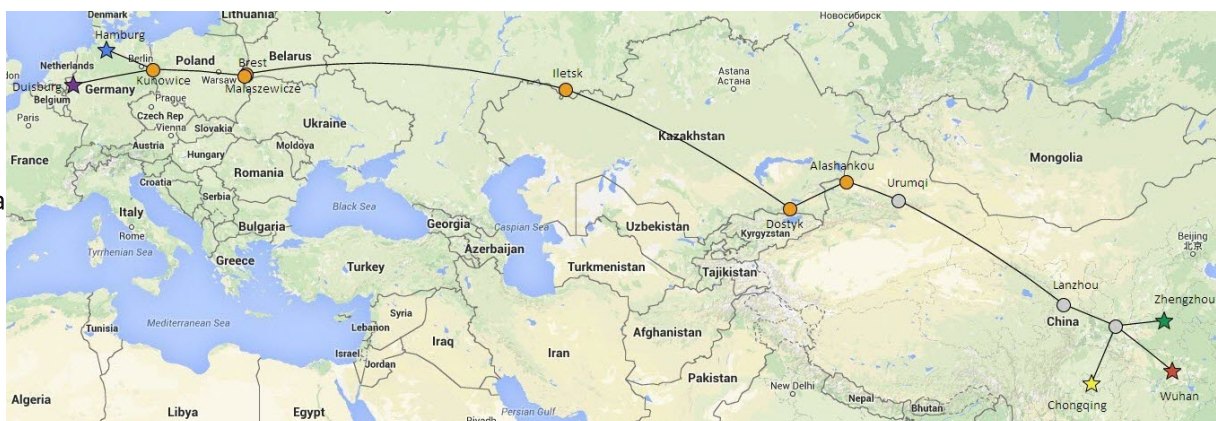 Denmark
Lithuania
Новосибирск
Hamburg
Netherlands
Berlin
Poland
Brest
Belarus
Iletsk
Astana
Астана
don
Duisburg
Germany
Kunowice
Warsaw
Małaszewicze
Belgium
Prague
Paris
Czech Rep
Ukraine
Kazakhstan
Vienna
Slovakia
Austria
Moldova
Alashankou
Mongolia
France
Hungary
Romania
Urumqi
Croatia
Serbia
a
Italy
Black Sea
Caspian Sea
Dostyk
Rome
Bulgaria
Georgia
Uzbekistan
Kyrgyzstan
Beijing
北京
Tyrrhenian Sea
Azerbaijan
Greece
Turkey
Turkmenistan
Tajikistan
Lanzhou
Zhengzhou
China
Mediterranean Sea
Syria
Tunisia
Lebanon
Afghanistan
Iraq
Iran
Israel
Jordan
Pakistan
New Delhi
Algeria
Chongqing
Wuhan
Nepal
Libya
Egypt
Persian Gulf
Bhutan
Riyadh